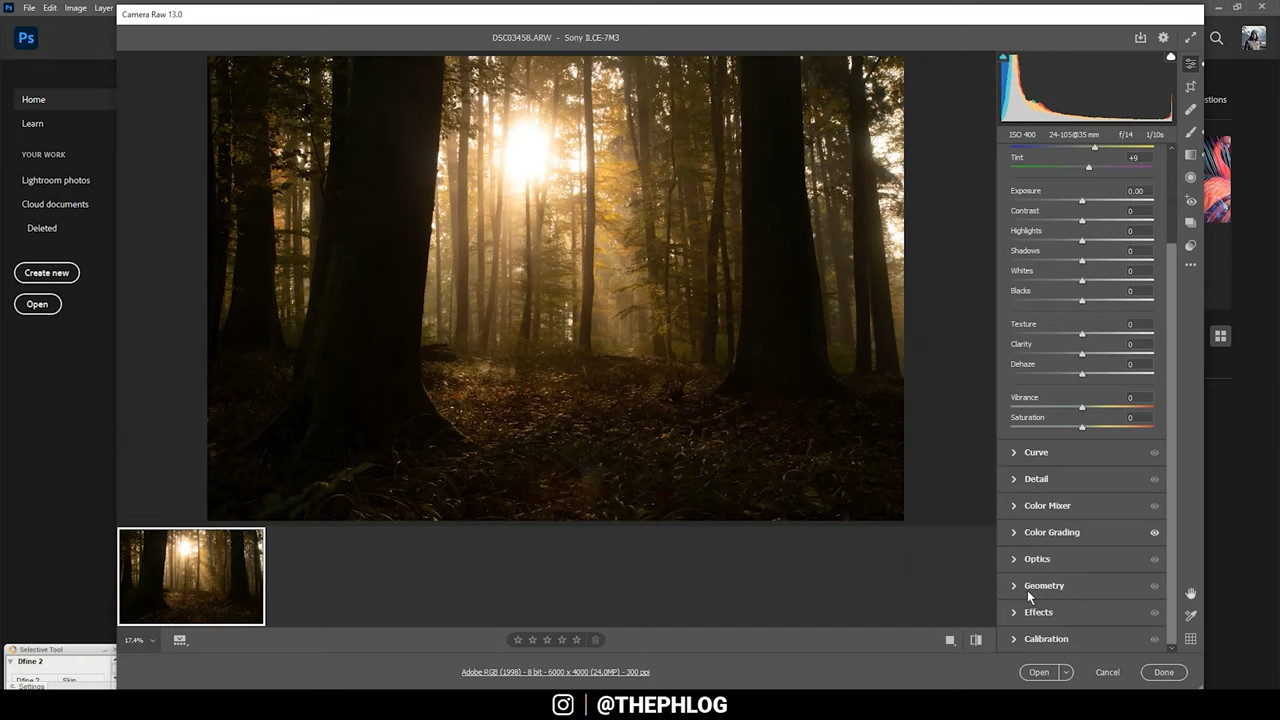 Ps File Edit Image Layer
Camera Raw 13.0
Ps
DSC03458.ARW - Sony ILCE-7M3
Home
Learn
YOUR WORK
Lightroom photos
Cloud documents
Deleted
Create new
Open
ISO 400 24-105@35 mm f/14 1/10s
Tint +9
Exposure 0.00
Contrast 0
Highlights 0
Shadows 0
Whites 0
Blacks 0
Texture 0
Clarity 0
Dehaze 0
Vibrance 0
Saturation 0
Curve
Detail
Color Mixer
Color Grading
Optics
Geometry
Effects
Calibration
17,4%
Selective Tool
Dfine 2
Settings
Adobe RGB (1998) - 8 bit - 6000 x 4000 (24,0MP) - 300 ppi
Open Cancel Done
@THEPHLOG